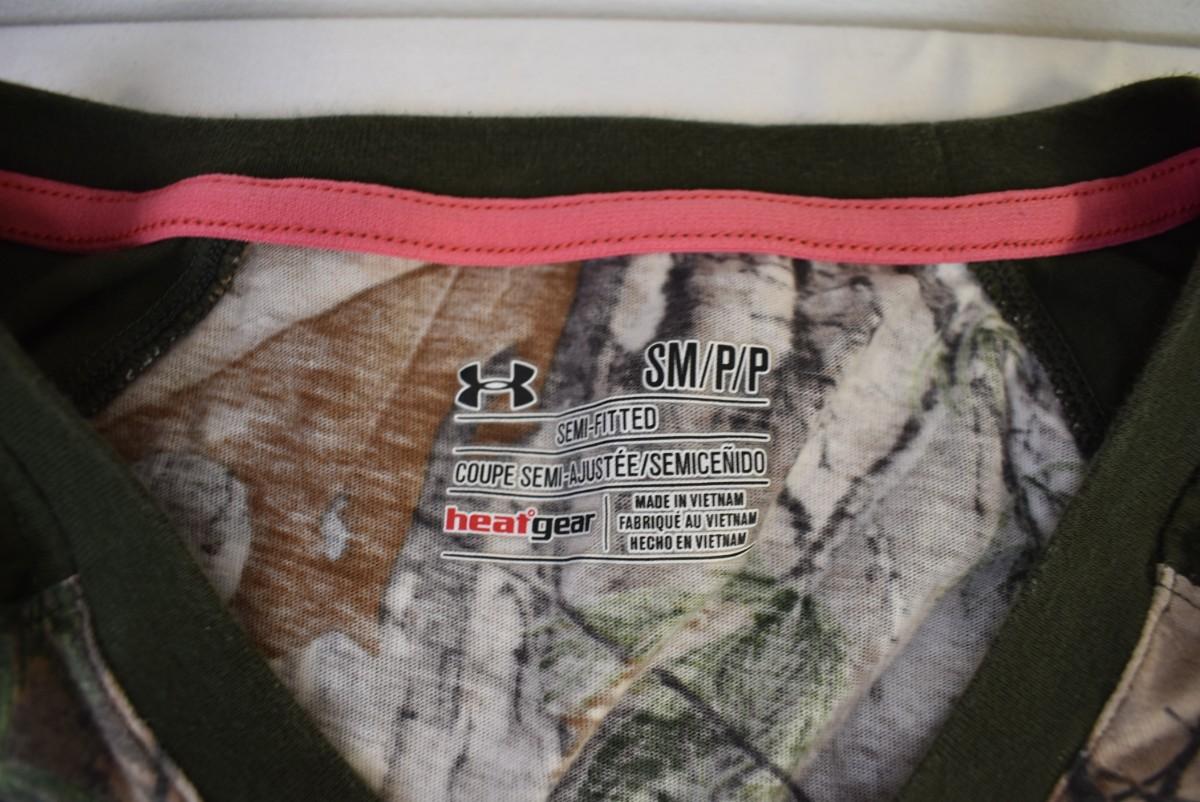 SM/P/P
SEMI-FITTED
COUPE SEMI-AJUSTÉE/SEMICEÑIDO
heatgear
MADE IN VIETNAM
FABRIQUÉ AU VIETNAM
HECHO EN VIETNAM